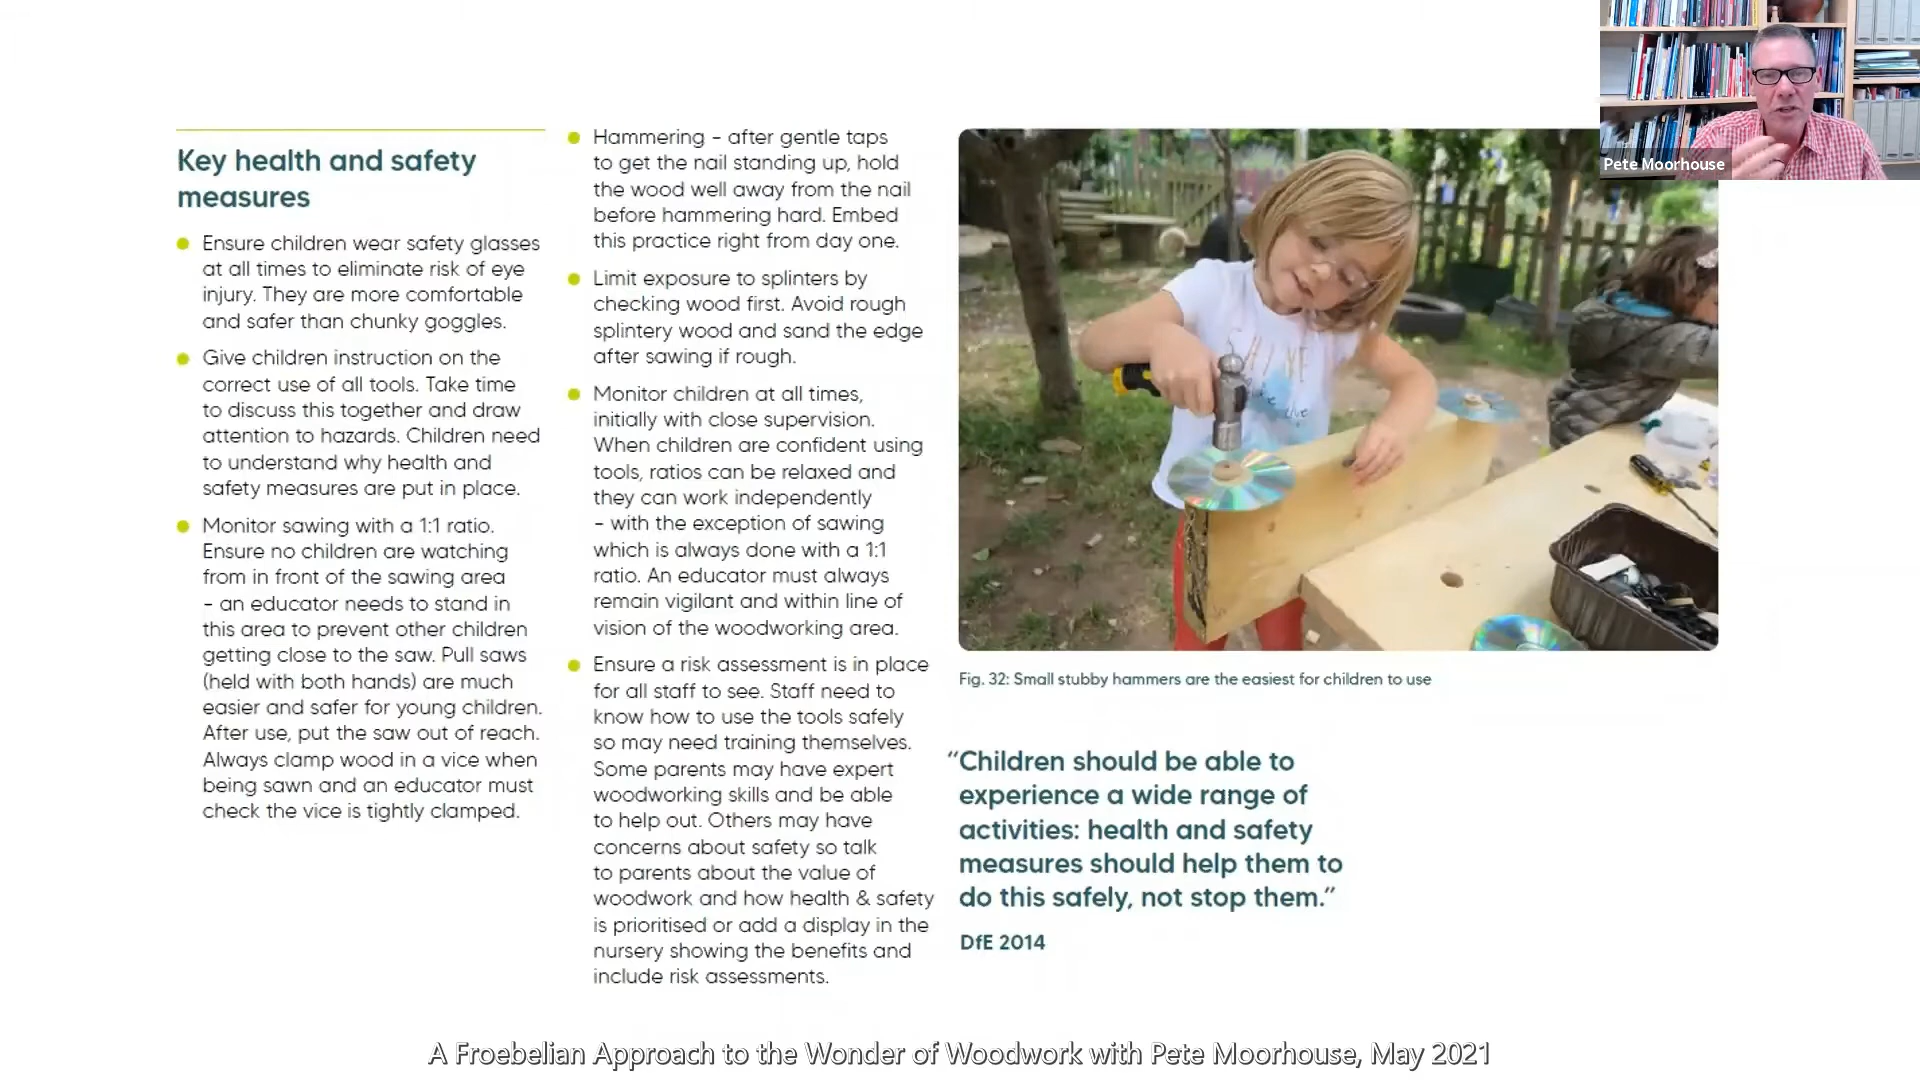 Key health and safety
measures
Ensure children wear safety glasses
at all times to eliminate risk of eye
injury. They are more comfortable
and safer than chunky goggles.
Give children instruction on the
correct use of all tools. Take time
to discuss this together and draw
attention to hazards. Children need
to understand why health and
safety measures are put in place.
Monitor sawing with a 1:1 ratio.
Ensure no children are watching
from in front of the sawing area
– an educator needs to stand in
this area to prevent other children
getting close to the saw. Pull saws
(held with both hands) are much
easier and safer for young children.
After use, put the saw out of reach.
Always clamp wood in a vice when
being sawn and an educator must
check the vice is tightly clamped.
Hammering – after gentle taps
to get the nail standing up, hold
the wood well away from the nail
before hammering hard. Embed
this practice right from day one.
Limit exposure to splinters by
checking wood first. Avoid rough
splintery wood and sand the edge
after sawing if rough.
Monitor children at all times,
initially with close supervision.
When children are confident using
tools, ratios can be relaxed and
they can work independently
– with the exception of sawing
which is always done with a 1:1
ratio. An educator must always
remain vigilant and within line of
vision of the woodworking area.
Ensure a risk assessment is in place
for all staff to see. Staff need to
know how to use the tools safely
so may need training themselves.
Some parents may have expert
woodworking skills and be able
to help out. Others may have
concerns about safety so talk
to parents about the value of
woodwork and how health & safety
is prioritised or add a display in the
nursery showing the benefits and
include risk assessments.
Pete Moorhouse
Fig. 32: Small stubby hammers are the easiest for children to use
“Children should be able to
experience a wide range of
activities: health and safety
measures should help them to
do this safely, not stop them.”
DfE 2014
A Froebelian Approach to the Wonder of Woodwork with Pete Moorhouse, May 2021